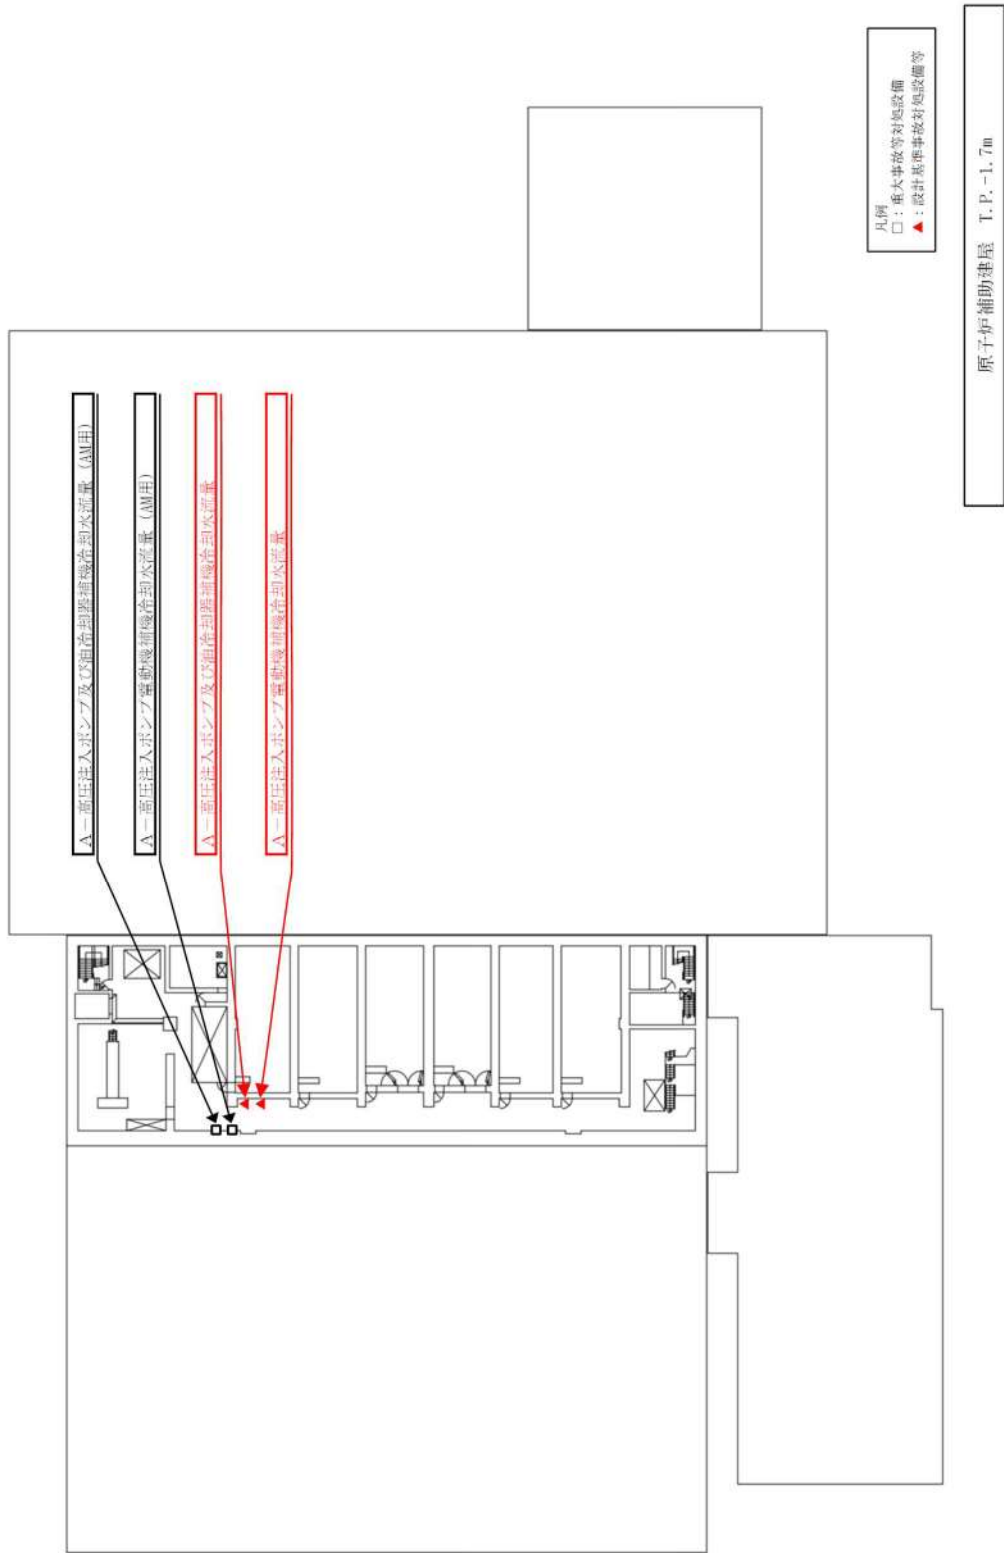 A－高圧注入ポンプ及び油冷却器補機冷却水流量（AM用）
A－高圧注入ポンプ電動機補機冷却水流量（AM用）
A－高圧注入ポンプ及び油冷却器補機冷却水流量
A－高圧注入ポンプ電動機補機冷却水流量
凡例
□：重大事故等対処設備
▲：設計基準事故対処設備等
原子炉補助建屋　T.P.-1.7m